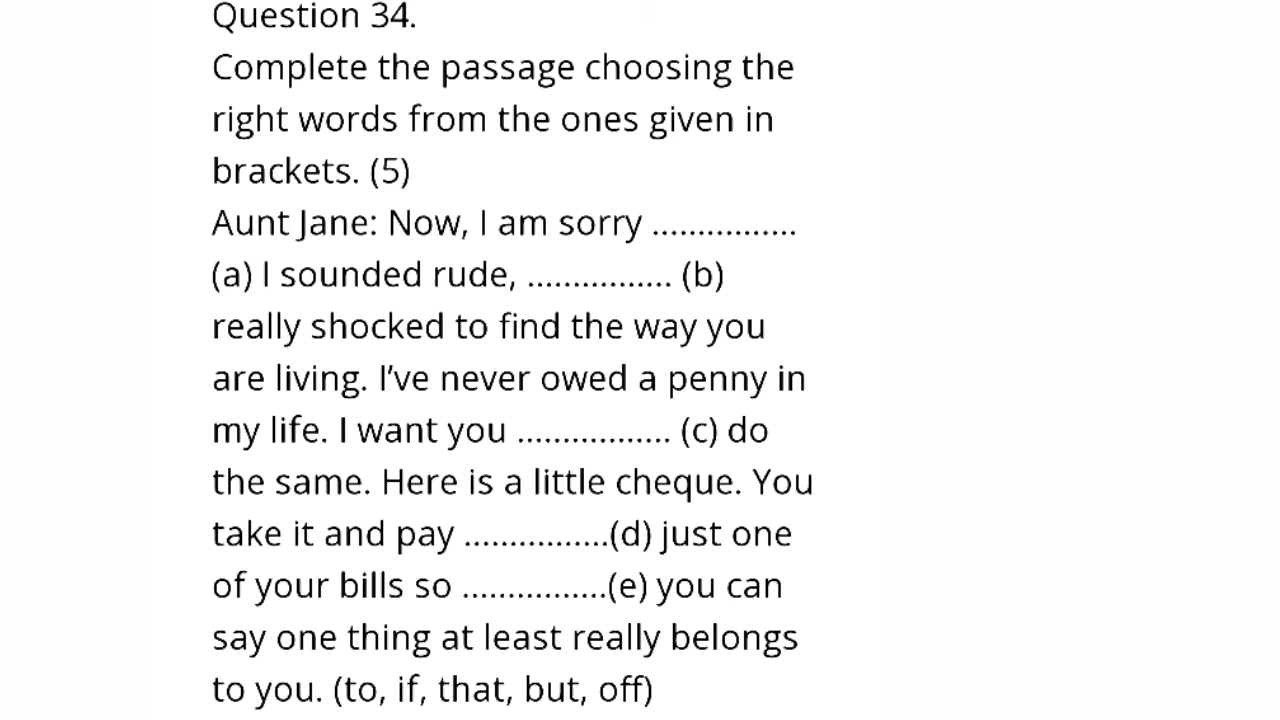 Question 34.
Complete the passage choosing the
right words from the ones given in
brackets. (5)
Aunt Jane: Now, I am sorry ................
(a) I sounded rude, ................ (b)
really shocked to find the way you
are living. I’ve never owed a penny in
my life. I want you ................. (c) do
the same. Here is a little cheque. You
take it and pay ................(d) just one
of your bills so ................(e) you can
say one thing at least really belongs
to you. (to, if, that, but, off)